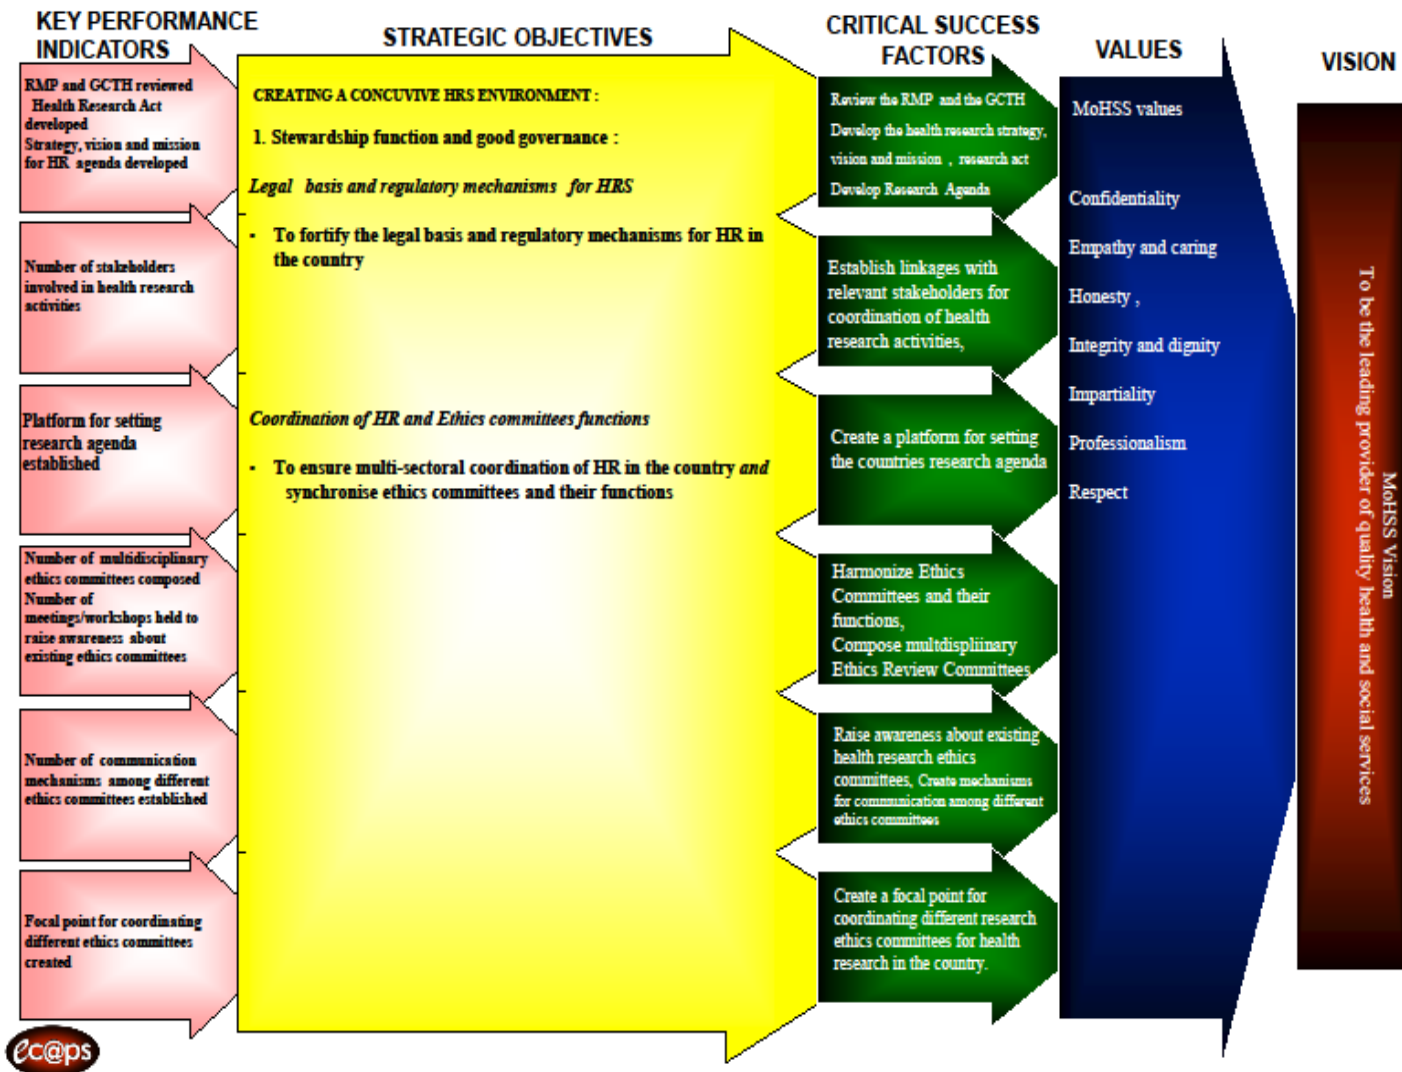 KEY PERFORMANCE
INDICATORS
RMP and GCTH reviewed
Health Research Act
developed
Strategy, vision and mission
for HR agenda developed
Number of stakeholders
involved in health research
activities
Platform for setting
research agenda
established
Number of multidisciplinary
ethics committees composed
Number of
meetings/workshops held to
raise awareness about
existing ethics committees
Number of communication
mechanisms among different
ethics committees established
Focal point for coordinating
different ethics committees
created
STRATEGIC OBJECTIVES
CREATING A CONCUVIVE HRS ENVIRONMENT :
1. Stewardship function and good governance :
Legal basis and regulatory mechanisms for HRS
- To fortify the legal basis and regulatory mechanisms for HR in
the country
Coordination of HR and Ethics committees functions
- To ensure multi-sectoral coordination of HR in the country and
synchronise ethics committees and their functions
CRITICAL SUCCESS
FACTORS
Review the RMP and the GCTH
Develop the health research strategy,
vision and mission , research act
Develop Research Agenda
Establish linkages with
relevant stakeholders for
coordination of health
research activities,
Create a platform for setting
the countries research agenda
Harmonize Ethics
Committees and their
functions,
Compose multdispliinary
Ethics Review Committees
Raise awareness about existing
health research ethics
committees, Create mechanisms
for communication among different
ethics committees
Create a focal point for
coordinating different research
ethics committees for health
research in the country.
VALUES
MoHSS values
Confidentiality
Empathy and caring
Honesty ,
Integrity and dignity
Impartiality
Professionalism
Respect
VISION
MoHSS Vision
To be the leading provider of quality health and social services
ec@ps